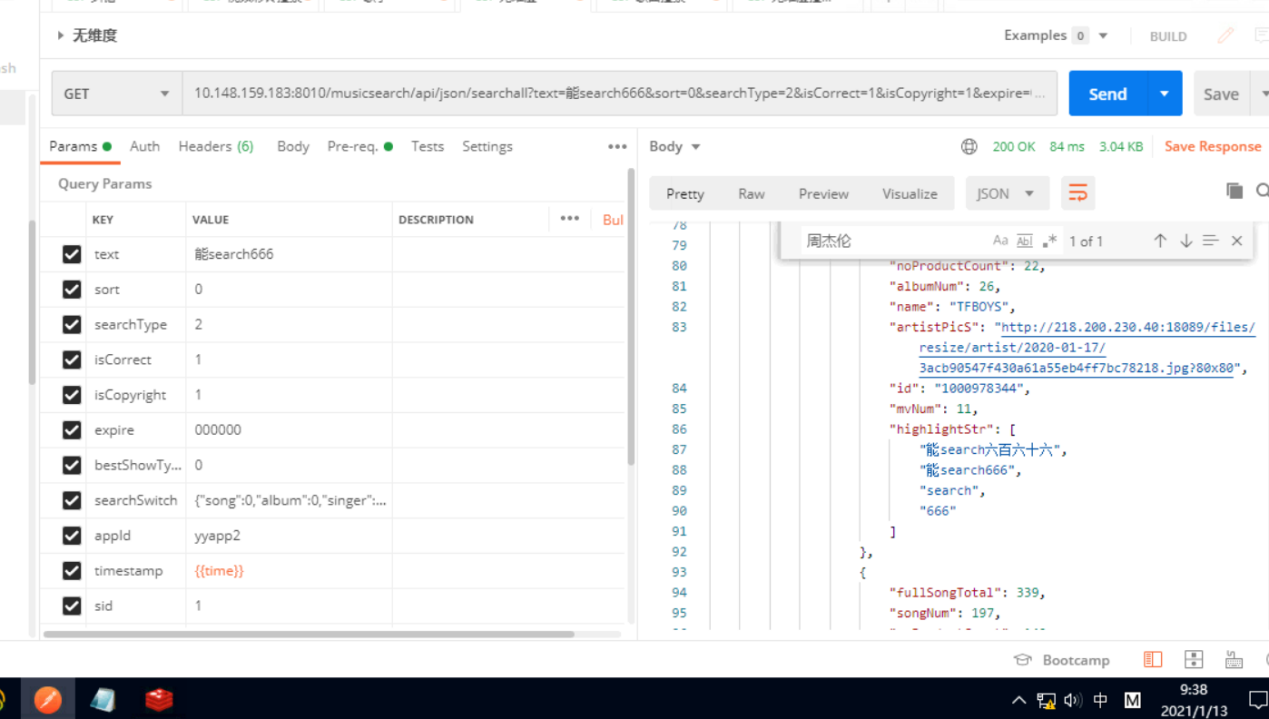 无维度
Examples 0
BUILD
GET
10.148.159.183:8010/musicsearch/api/json/searchall?text=能search666&sort=0&searchType=2&isCorrect=1&isCopyright=1&expire=
...
Send
Save
Params
Auth
Headers (6)
Body
Pre-req.
Tests
Settings
Query Params
KEY
VALUE
DESCRIPTION
Bul
text
能search666
sort
0
searchType
2
isCorrect
1
isCopyright
1
expire
000000
bestShowTy...
0
searchSwitch
{"song":0,"album":0,"singer":...
appId
yyapp2
timestamp
{{time}}
sid
1
Body
200 OK
84 ms
3.04 KB
Save Response
Pretty
Raw
Preview
Visualize
JSON
周杰伦
Aa
Abl
.*
1 of 1
78
79
80 "noProductCount": 22,
81 "albumNum": 26,
82 "name": "TFBOYS",
83 "artistPicS": "http://218.200.230.40:18089/files/
resize/artist/2020-01-17/
3acb90547f430a61a55eb4ff7bc78218.jpg?80x80",
84 "id": "1000978344",
85 "mvNum": 11,
86 "highlightStr": [
87 "能search六百六十六",
88 "能search666",
89 "search",
90 "666"
91 ]
92 },
93 {
94 "fullSongTotal": 339,
95 "songNum": 197,
Bootcamp
中
M
9:38
2021/1/13